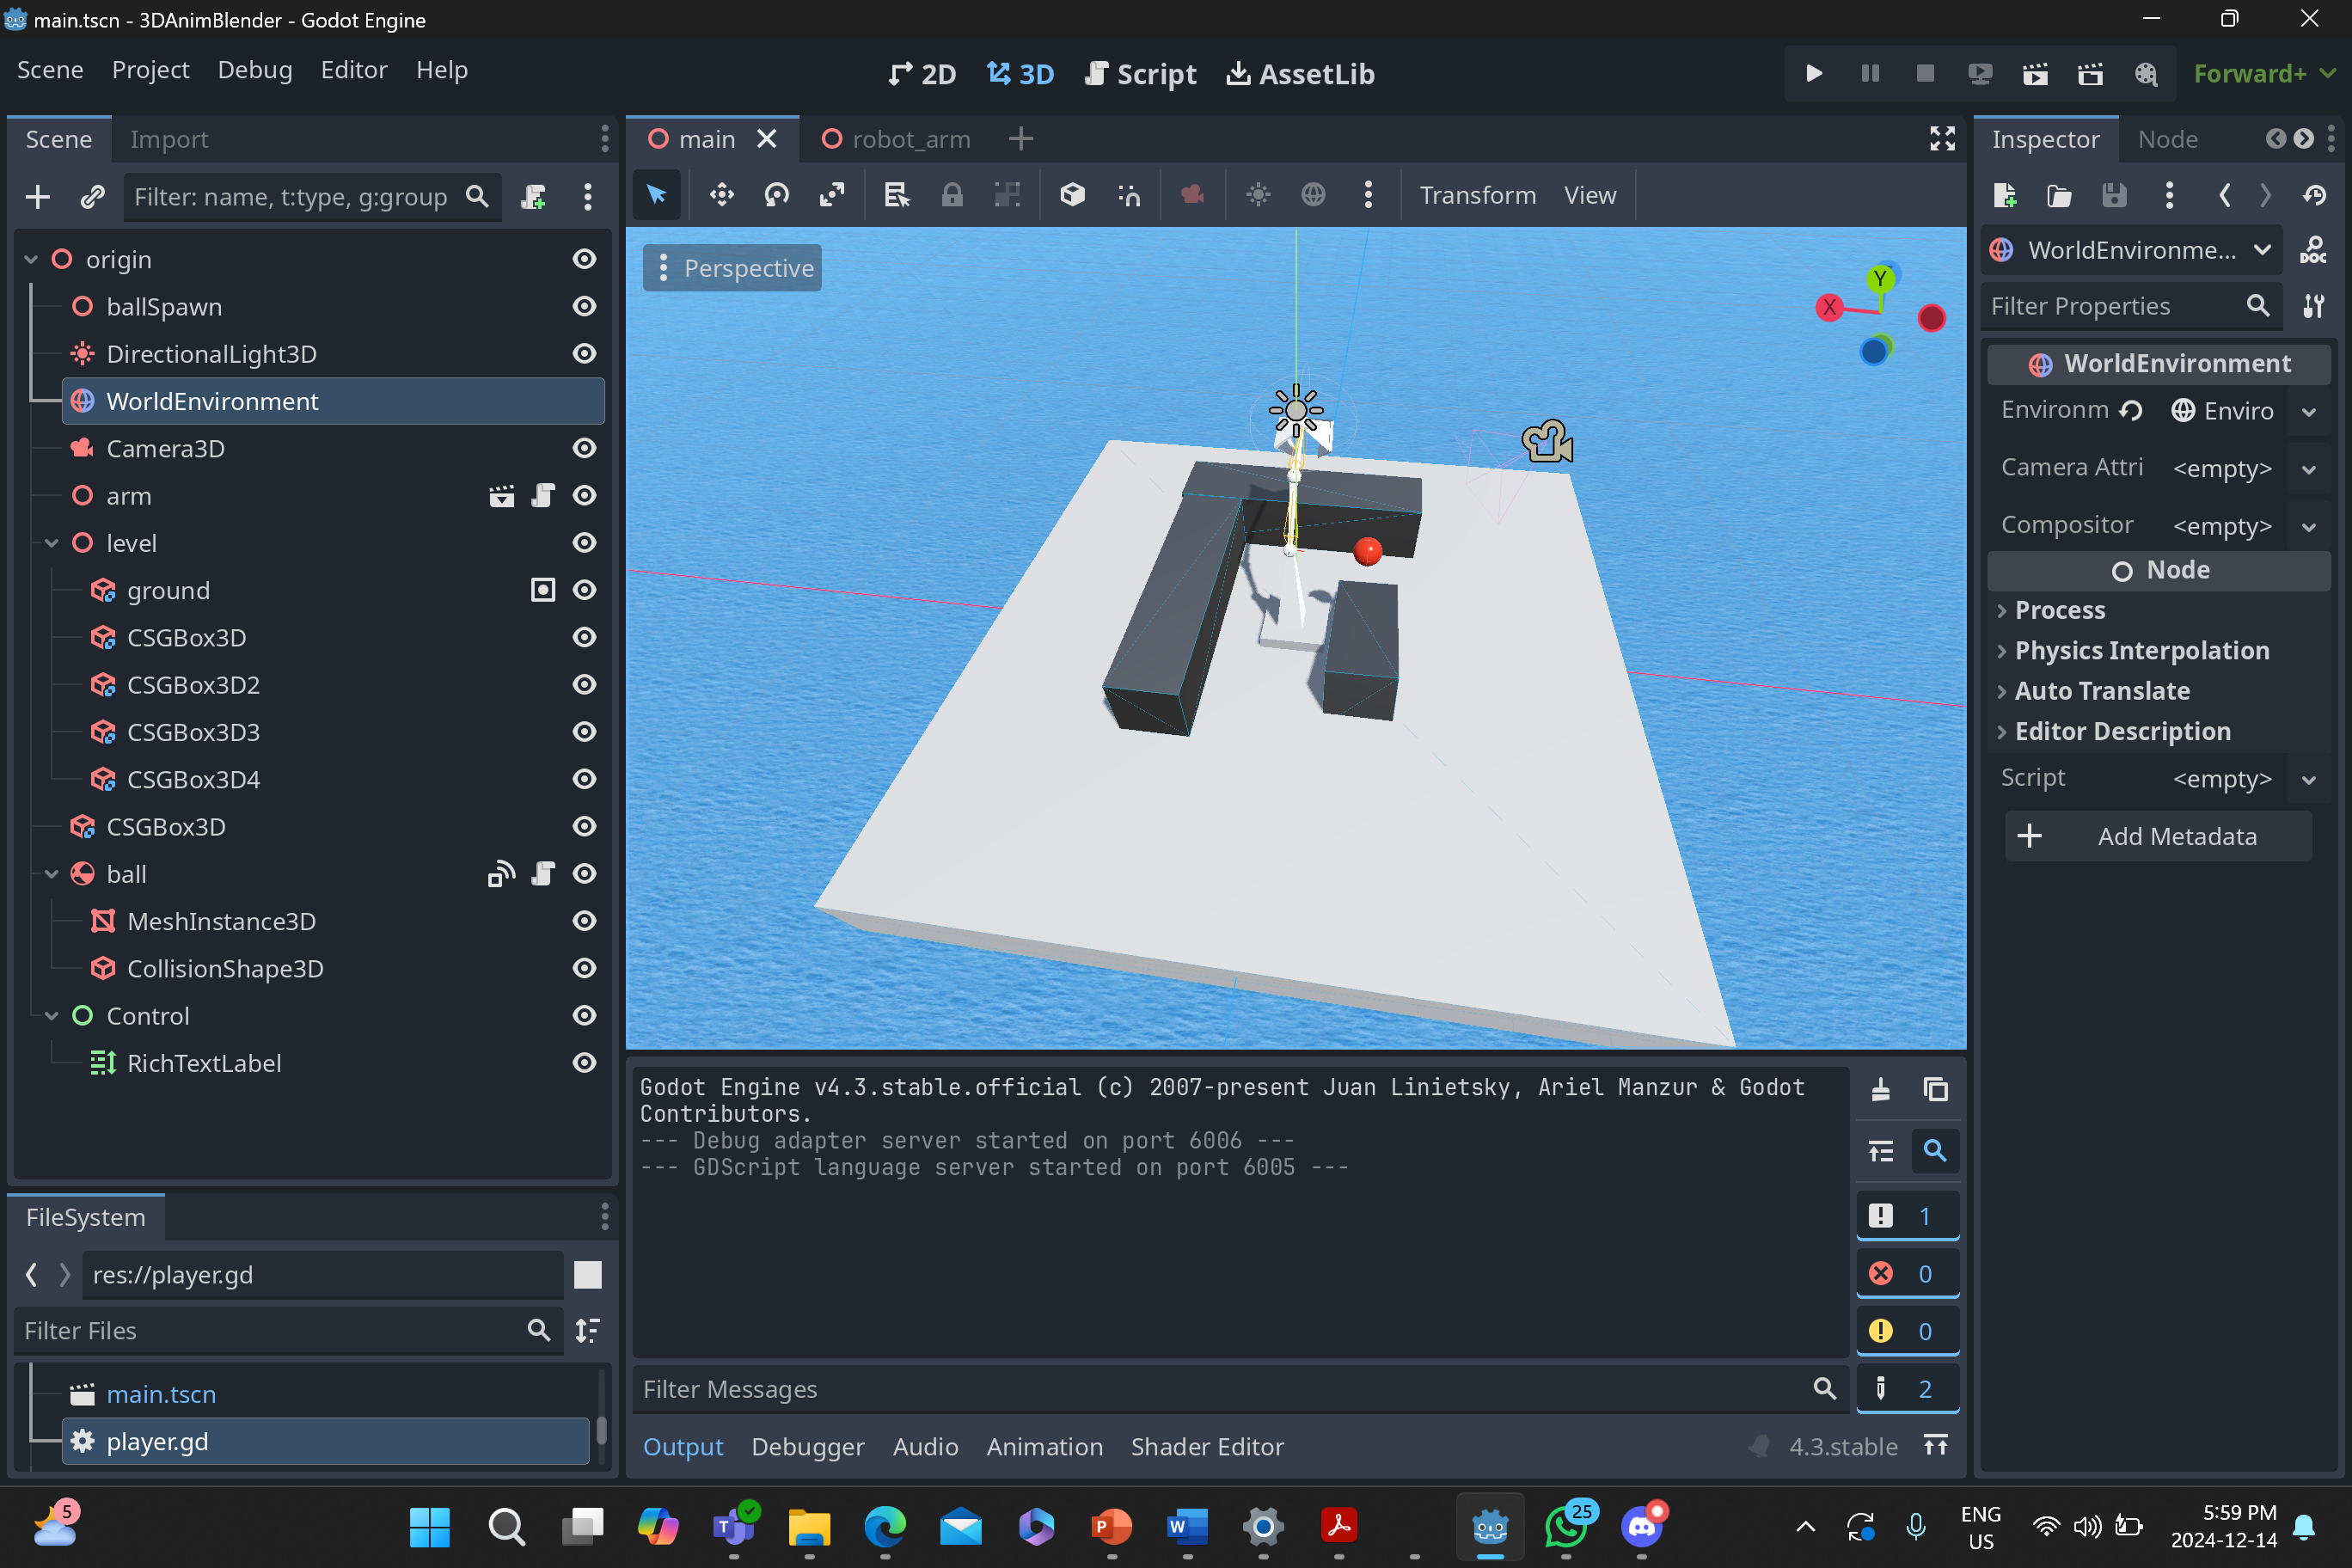 main.tscn - 3DAnimBlender - Godot Engine
Scene Project Debug Editor Help
2D 3D Script AssetLib
Forward+
Scene Import
Filter: name, t:type, g:group
origin
ballSpawn
DirectionalLight3D
WorldEnvironment
Camera3D
arm
level
ground
CSGBox3D
CSGBox3D2
CSGBox3D3
CSGBox3D4
CSGBox3D
ball
MeshInstance3D
CollisionShape3D
Control
RichTextLabel
FileSystem
res://player.gd
Filter Files
main.tscn
player.gd
main robot_arm
Transform View
Perspective
Y
X
Godot Engine v4.3.stable.official (c) 2007-present Juan Linietsky, Ariel Manzur & Godot
Contributors.
--- Debug adapter server started on port 6006 ---
--- GDScript language server started on port 6005 ---
1
0
0
2
Filter Messages
Output Debugger Audio Animation Shader Editor 4.3.stable
Inspector Node
WorldEnvironme...
DOC
Filter Properties
WorldEnvironment
Environm Enviro
Camera Attri <empty>
Compositor <empty>
Node
Process
Physics Interpolation
Auto Translate
Editor Description
Script <empty>
Add Metadata
5
T
P
W
25
ENG
US
5:59 PM
2024-12-14